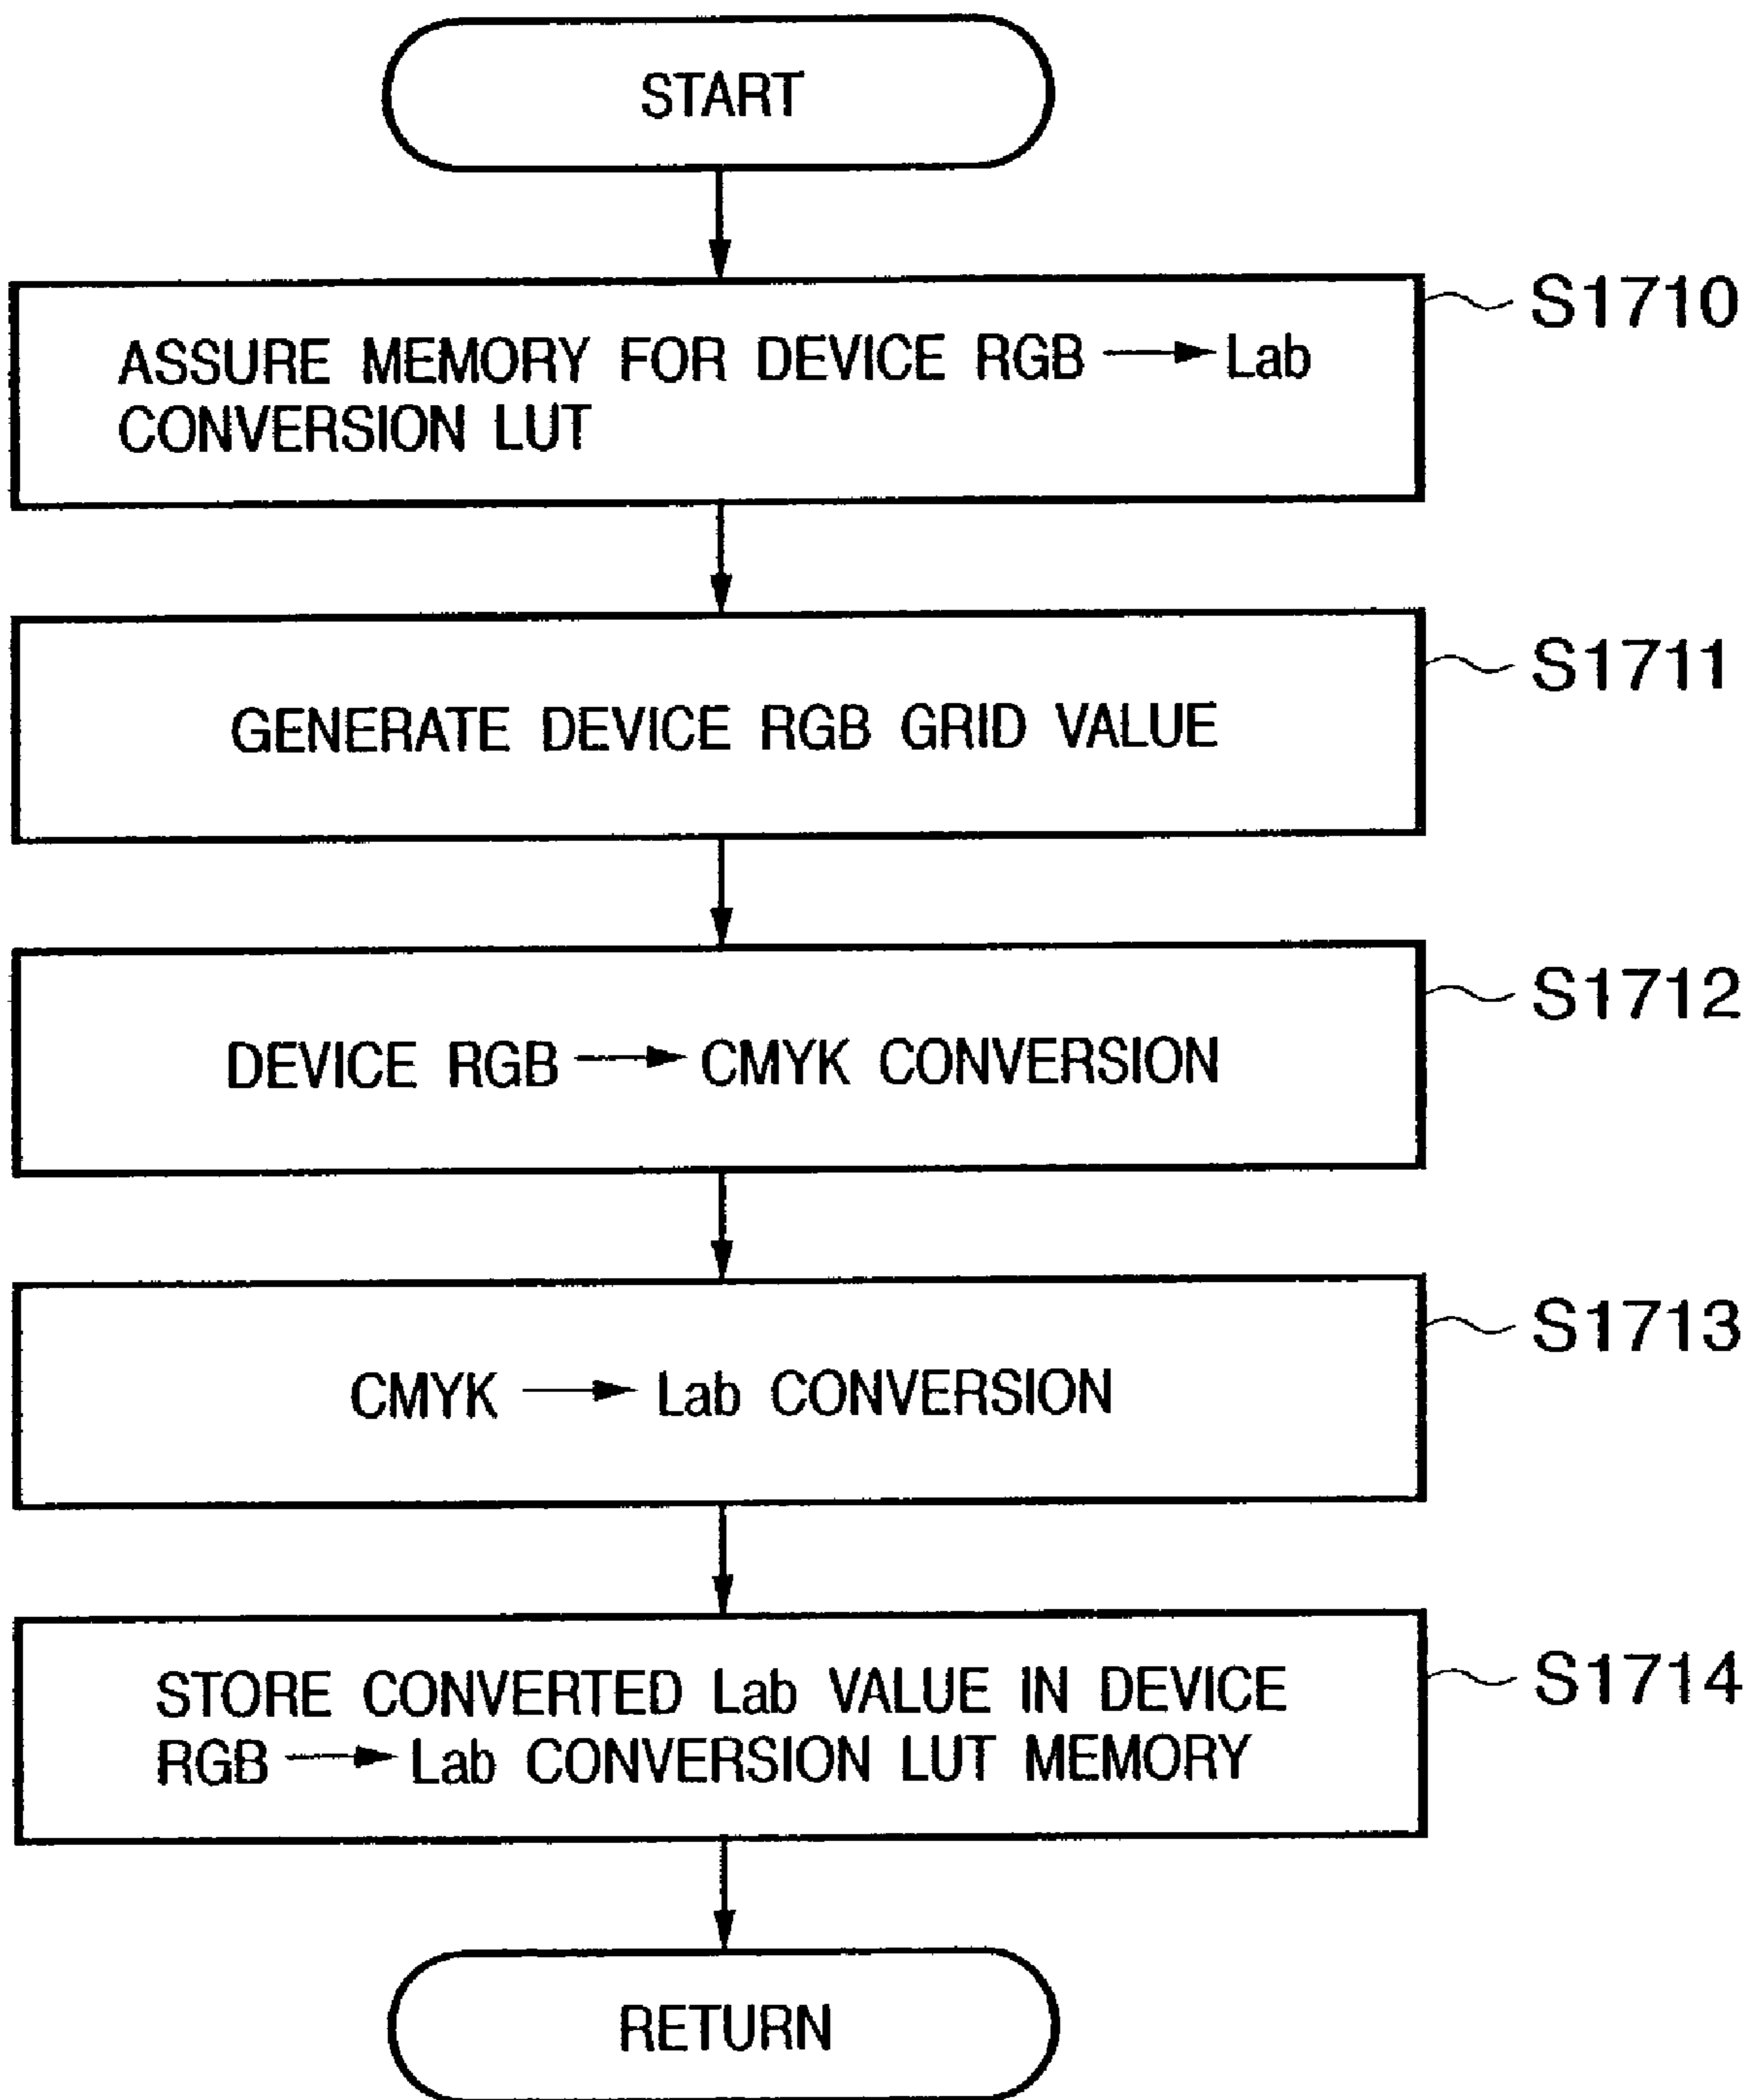 START
S1710
ASSURE MEMORY FOR DEVICE RGB → Lab
CONVERSION LUT
S1711
GENERATE DEVICE RGB GRID VALUE
S1712
DEVICE RGB → CMYK CONVERSION
S1713
CMYK → Lab CONVERSION
S1714
STORE CONVERTED Lab VALUE IN DEVICE
RGB → Lab CONVERSION LUT MEMORY
RETURN